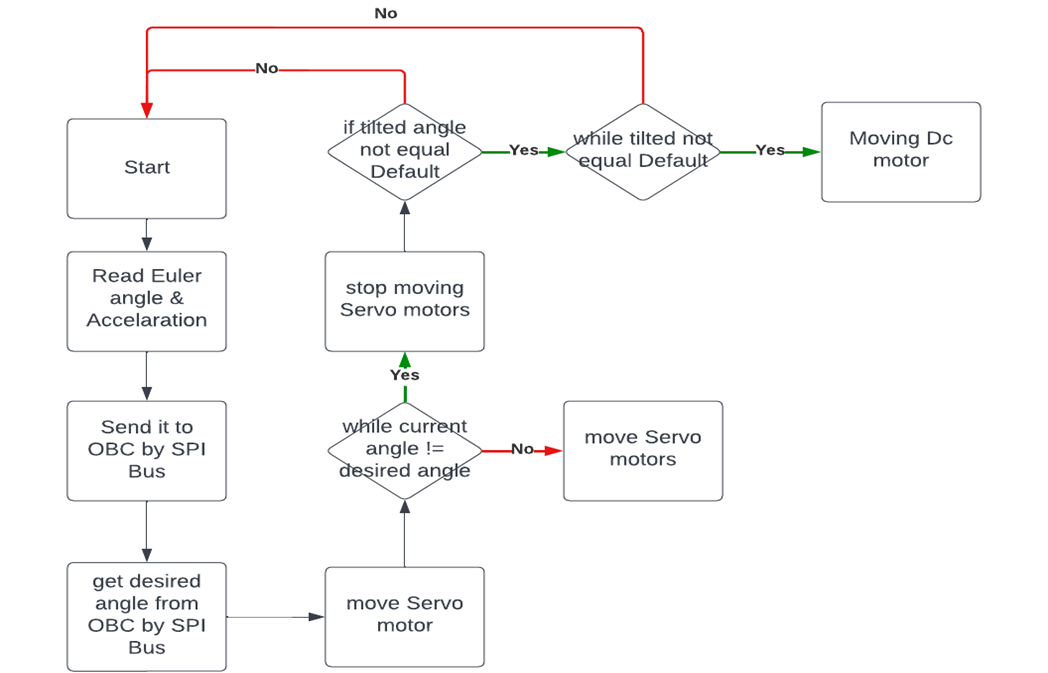 No
No
Start
if tilted angle
not equal
Default
Yes
while tilted not
equal Default
Yes
Moving Dc
motor
Read Euler
angle &
Accelaration
stop moving
Servo motors
Yes
Send it to
OBC by SPI
Bus
while current
angle !=
desired angle
No
move Servo
motors
get desired
angle from
OBC by SPI
Bus
move Servo
motor